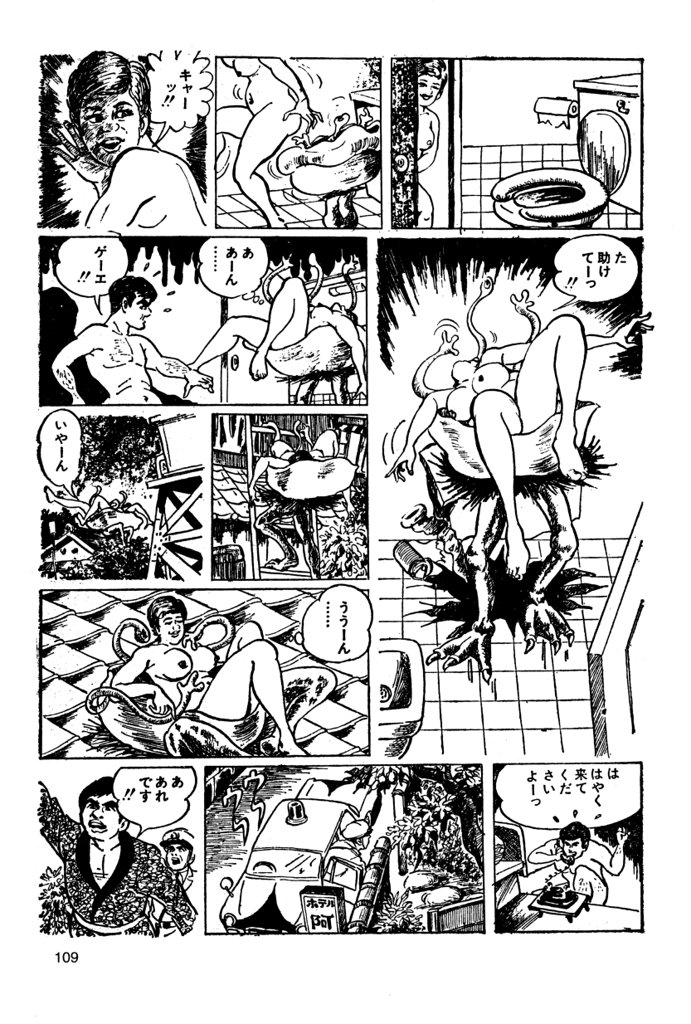 キャーッ!!
た
助け
てーっ
!!
あ
あーん
……
ゲーエ
!!
いやーん
ううーん
……
は
はやく
来て
くだ
さい
よーっ
ホテル
阿
あ
あれ
です
!!
109